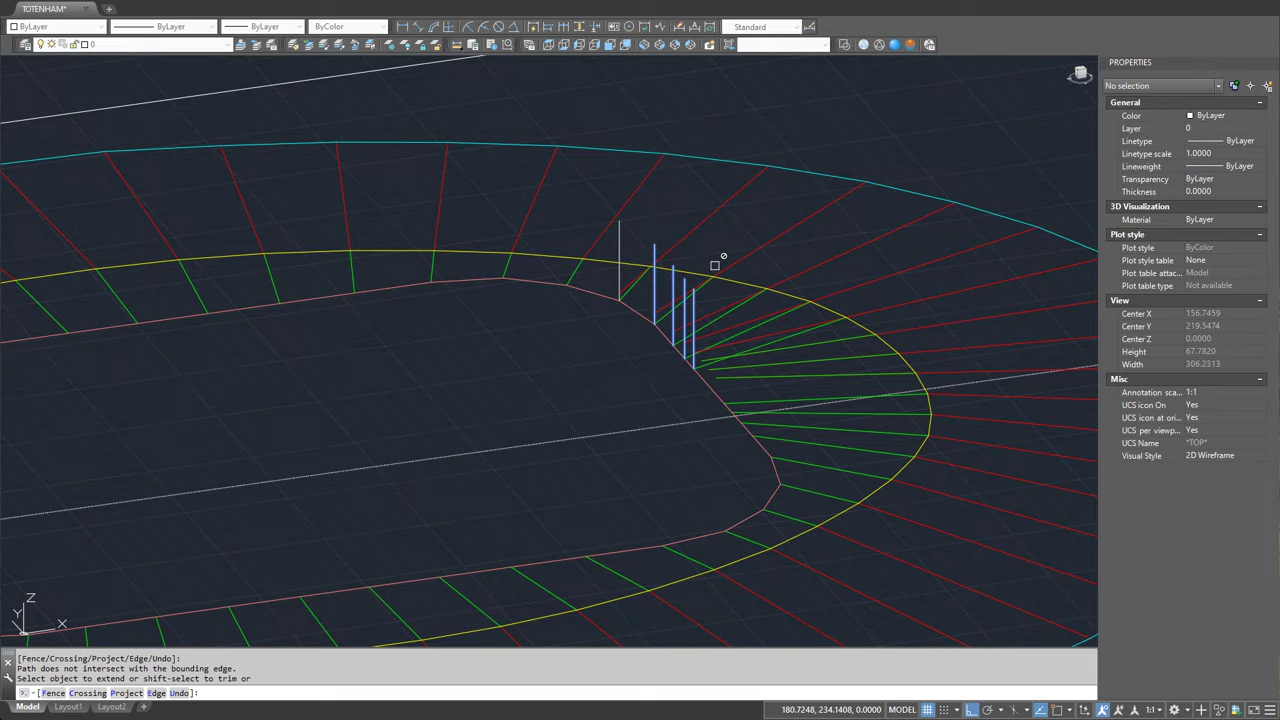 TOTENHAM*
ByLayer ByLayer ByLayer ByColor Standard
0
PROPERTIES
No selection
General
Color ByLayer
Layer 0
Linetype ByLayer
Linetype scale 1.0000
Lineweight ByLayer
Transparency ByLayer
Thickness 0.0000
3D Visualization
Material ByLayer
Plot style
Plot style ByColor
Plot style table None
Plot table attac... Model
Plot table type Not available
View
Center X 156.7459
Center Y 219.5474
Center Z 0.0000
Height 67.7820
Width 306.2313
Misc
Annotation sca... 1:1
UCS icon On Yes
UCS icon at ori... Yes
UCS per viewp... Yes
UCS Name *TOP*
Visual Style 2D Wireframe
Z
Y
X
[Fence/Crossing/Project/Edge/Undo]:
Path does not intersect with the bounding edge.
Select object to extend or shift-select to trim or
[Fence Crossing Project Edge Undo]:
Model Layout1 Layout2 +
180.7248, 234.1408, 0.0000 MODEL 1:1